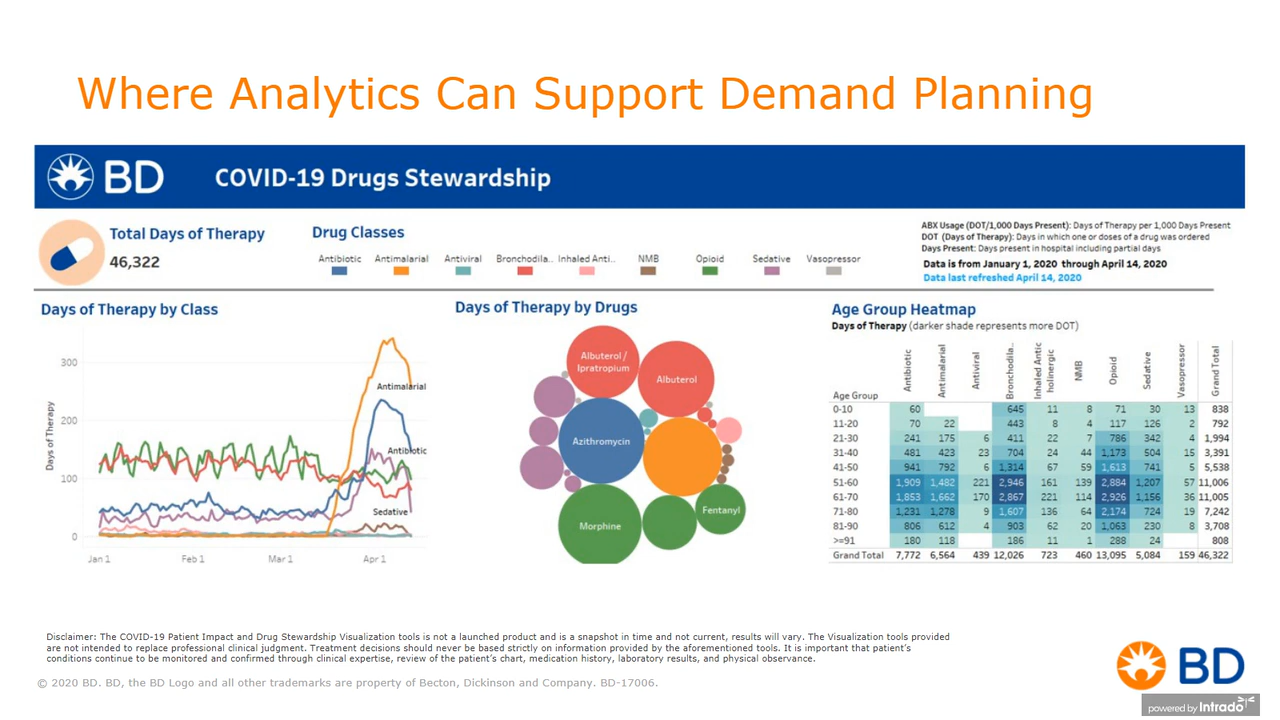 Where Analytics Can Support Demand Planning
BD
COVID-19 Drugs Stewardship
Total Days of Therapy
46,322
Drug Classes
Antibiotic Antimalarial Antiviral Bronchodila.. Inhaled Anti.. NMB Opioid Sedative Vasopressor
ABX Usage (DOT/1,000 Days Present): Days of Therapy per 1,000 Days Present
DOT (Days of Therapy): Days in which one or doses of a drug was ordered
Days Present: Days present in hospital including partial days
Data is from January 1, 2020 through April 14, 2020
Data last refreshed April 14, 2020
Days of Therapy by Class
Days of Therapy
300
200
100
0
Jan 1 Feb 1 Mar 1 Apr 1
Antimalarial
Antibiotic
Sedative
Days of Therapy by Drugs
Albuterol /
Ipratropium
Albuterol
Azithromycin
Morphine
Fentanyl
Age Group Heatmap
Days of Therapy (darker shade represents more DOT)
Age Group Antibiotic Antimalarial Antiviral Bronchodila.. Inhaled Antic holinergic NMB Opioid Sedative Vasopressor Grand Total
0-10 60 645 11 8 71 30 13 838
11-20 70 22 443 8 4 117 126 2 792
21-30 241 175 6 411 22 7 786 342 4 1,994
31-40 481 423 23 704 24 44 1,173 504 15 3,391
41-50 941 792 6 1,314 67 59 1,613 741 5 5,538
51-60 1,909 1,482 221 2,946 161 139 2,884 1,207 57 11,006
61-70 1,853 1,662 170 2,867 221 114 2,926 1,156 36 11,005
71-80 1,231 1,278 9 1,607 136 64 2,174 724 19 7,242
81-90 806 612 4 903 62 20 1,063 230 8 3,708
>=91 180 118 186 11 1 288 24 808
Grand Total 7,772 6,564 439 12,026 723 460 13,095 5,084 159 46,322
Disclaimer: The COVID-19 Patient Impact and Drug Stewardship Visualization tools is not a launched product and is a snapshot in time and not current, results will vary. The Visualization tools provided
are not intended to replace professional clinical judgment. Treatment decisions should never be based strictly on information provided by the aforementioned tools. It is important that patient's
conditions continue to be monitored and confirmed through clinical expertise, review of the patient's chart, medication history, laboratory results, and physical observance.
© 2020 BD. BD, the BD Logo and all other trademarks are property of Becton, Dickinson and Company. BD-17006.
BD
powered by Intrado